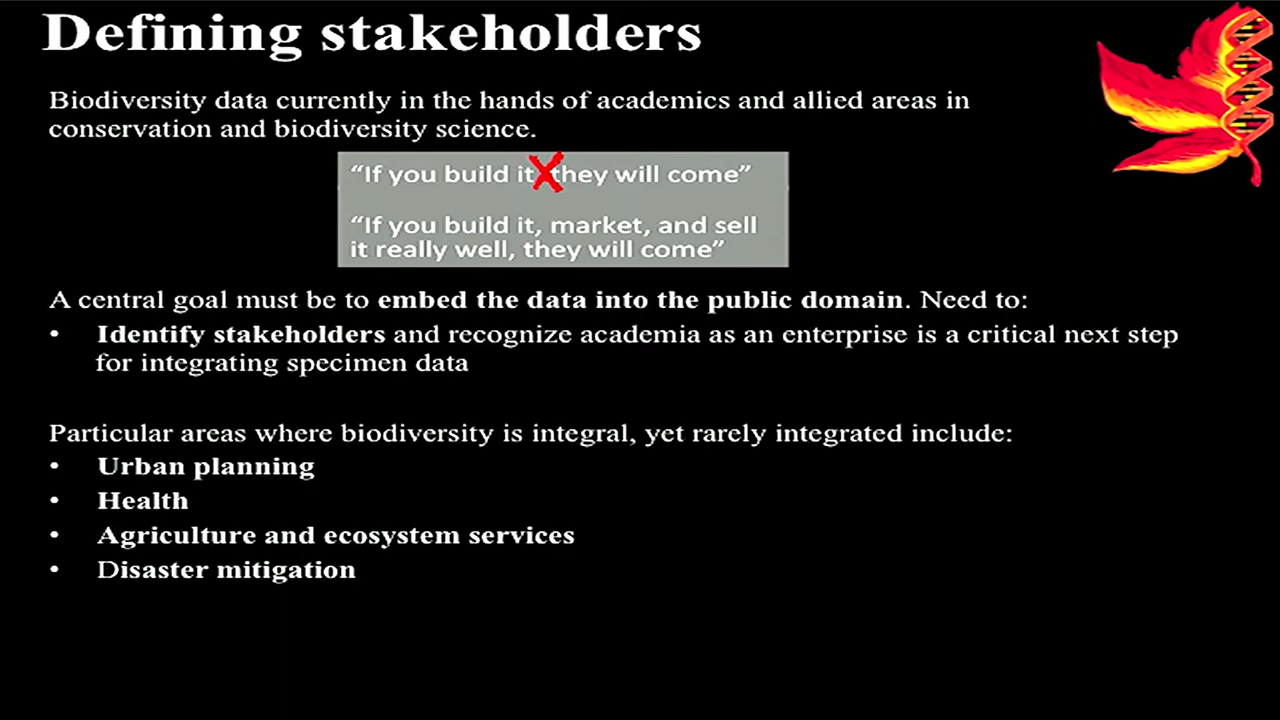 Defining stakeholders
Biodiversity data currently in the hands of academics and allied areas in
conservation and biodiversity science.
“If you build it, they will come”
“If you build it, market, and sell
it really well, they will come”
A central goal must be to embed the data into the public domain. Need to:
• Identify stakeholders and recognize academia as an enterprise is a critical next step
for integrating specimen data
Particular areas where biodiversity is integral, yet rarely integrated include:
• Urban planning
• Health
• Agriculture and ecosystem services
• Disaster mitigation